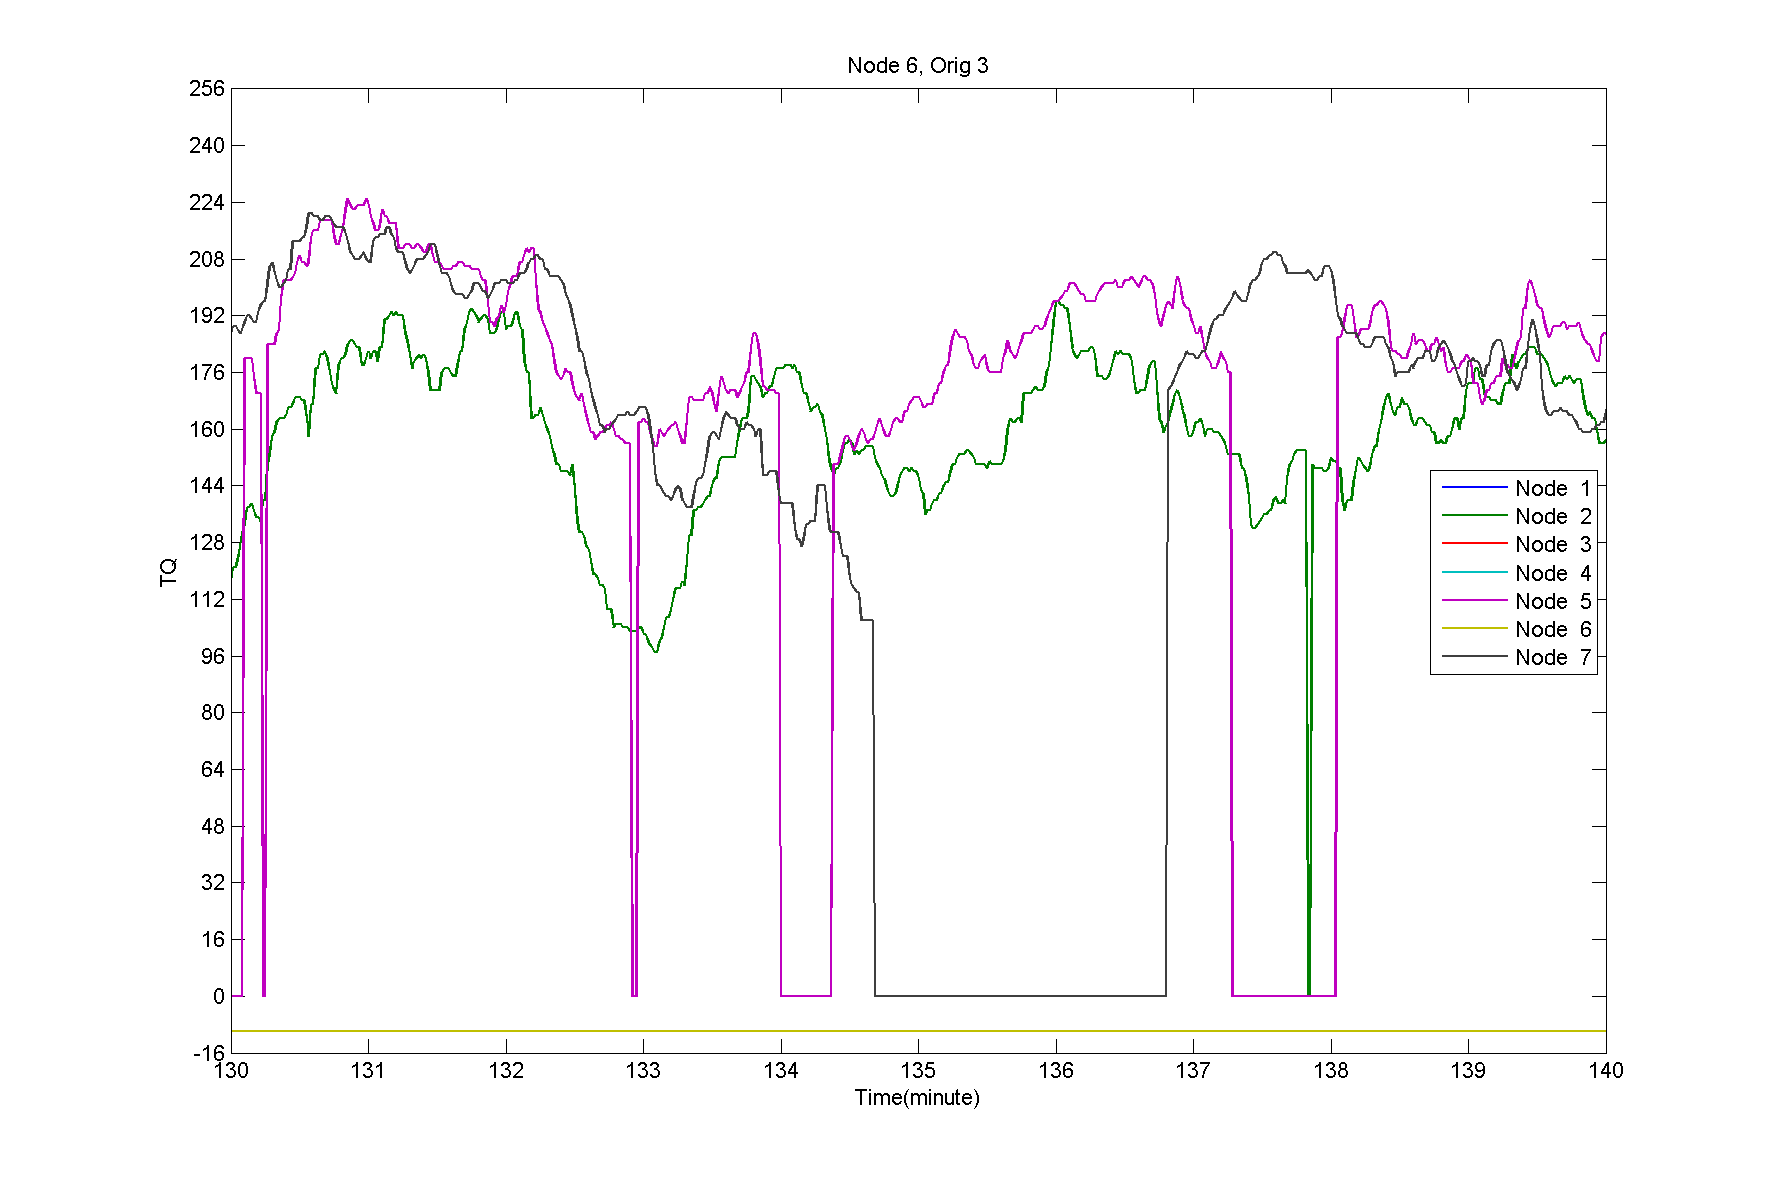 Node 6, Orig 3
256
240
224
208
192
176
160
144
128
112
96
80
64
48
32
16
0
-16
TQ
130 131 132 133 134 135 136 137 138 139 140
Time(minute)
Node 1
Node 2
Node 3
Node 4
Node 5
Node 6
Node 7